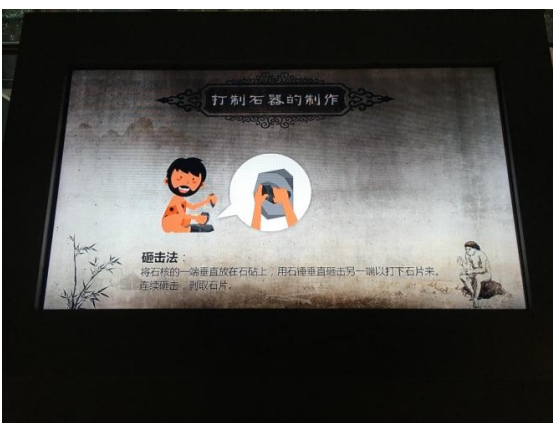 打制石器的制作
砸击法：
将石核的一端垂直放在石砧上，用石锤垂直砸击另一端以打下石片来。
连续砸击，剥取石片。